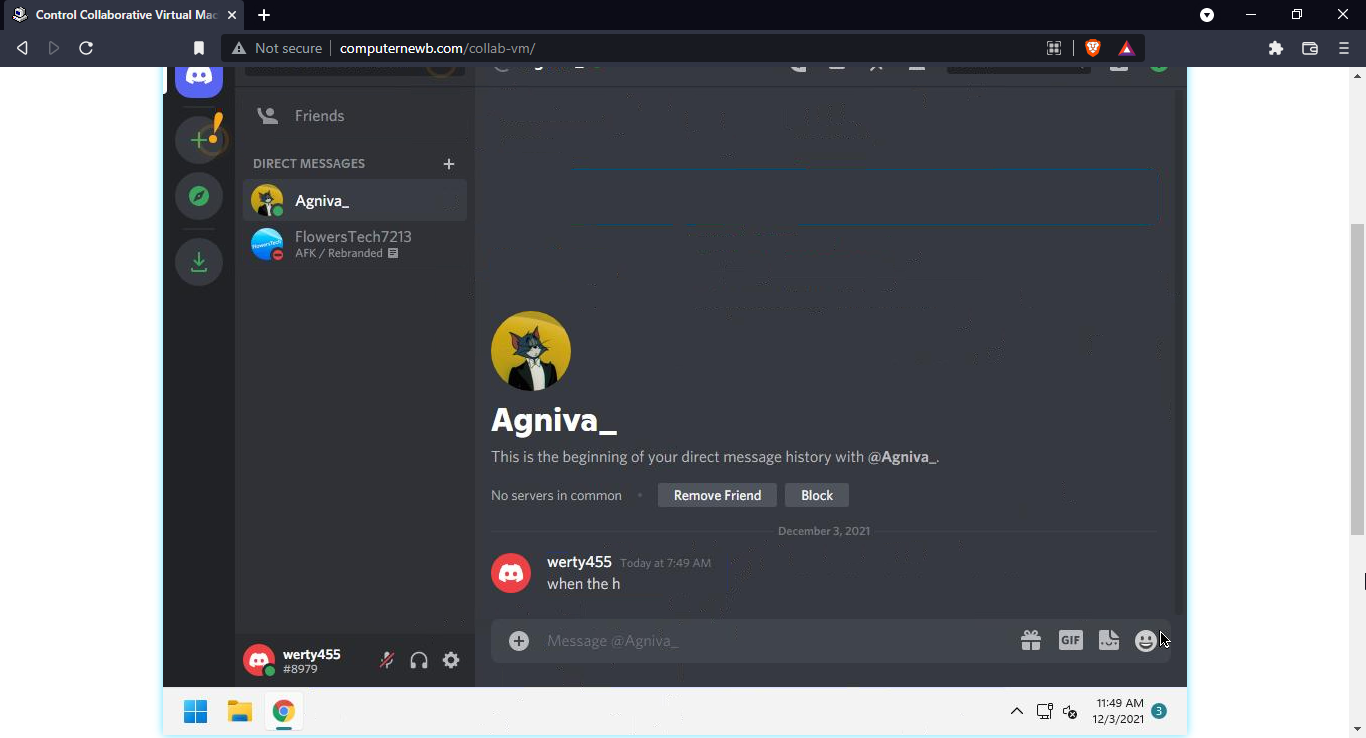 Control Collaborative Virtual Mac
Not secure computernewb.com/collab-vm/
Friends
DIRECT MESSAGES
Agniva_
FlowersTech7213
AFK / Rebranded
Agniva_
This is the beginning of your direct message history with @Agniva_.
No servers in common
Remove Friend
Block
December 3, 2021
werty455 Today at 7:49 AM
when the h
Message @Agniva_
GIF
werty455
#8979
11:49 AM
12/3/2021
3